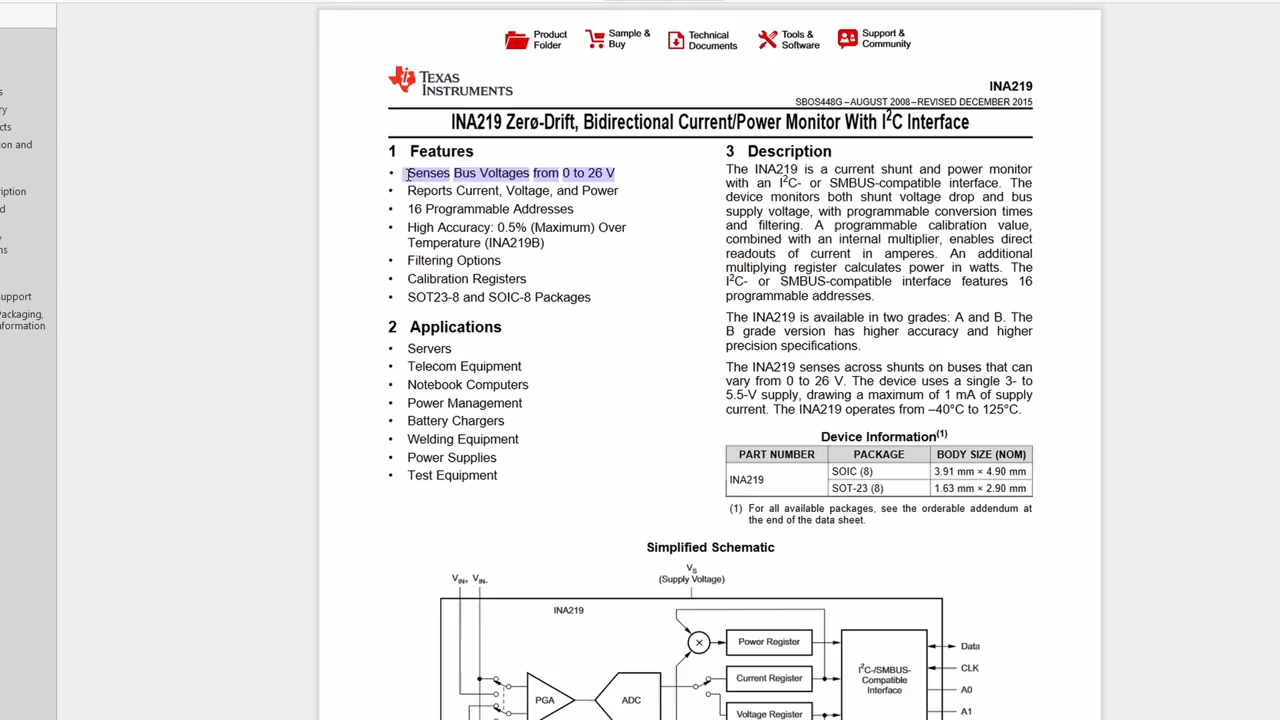 Product
Folder
Sample &
Buy
Technical
Documents
Tools &
Software
Support &
Community
TEXAS
INSTRUMENTS
INA219
SBOS448G – AUGUST 2008 – REVISED DECEMBER 2015
INA219 Zerø-Drift, Bidirectional Current/Power Monitor With I²C Interface
1 Features
• Senses Bus Voltages from 0 to 26 V
• Reports Current, Voltage, and Power
• 16 Programmable Addresses
• High Accuracy: 0.5% (Maximum) Over
Temperature (INA219B)
• Filtering Options
• Calibration Registers
• SOT23-8 and SOIC-8 Packages
2 Applications
• Servers
• Telecom Equipment
• Notebook Computers
• Power Management
• Battery Chargers
• Welding Equipment
• Power Supplies
• Test Equipment
3 Description
The INA219 is a current shunt and power monitor
with an I²C- or SMBUS-compatible interface. The
device monitors both shunt voltage drop and bus
supply voltage, with programmable conversion times
and filtering. A programmable calibration value,
combined with an internal multiplier, enables direct
readouts of current in amperes. An additional
multiplying register calculates power in watts. The
I²C- or SMBUS-compatible interface features 16
programmable addresses.
The INA219 is available in two grades: A and B. The
B grade version has higher accuracy and higher
precision specifications.
The INA219 senses across shunts on buses that can
vary from 0 to 26 V. The device uses a single 3- to
5.5-V supply, drawing a maximum of 1 mA of supply
current. The INA219 operates from –40°C to 125°C.
Device Information(1)
PART NUMBER PACKAGE BODY SIZE (NOM)
INA219
SOIC (8) 3.91 mm × 4.90 mm
SOT-23 (8) 1.63 mm × 2.90 mm
(1) For all available packages, see the orderable addendum at
the end of the data sheet.
Simplified Schematic
VIN+ VIN-
VS
(Supply Voltage)
INA219
×
Power Register
Data
I²C-/SMBUS-
Compatible
Interface
CLK
Current Register
A0
PGA
ADC
A1
Voltage Register